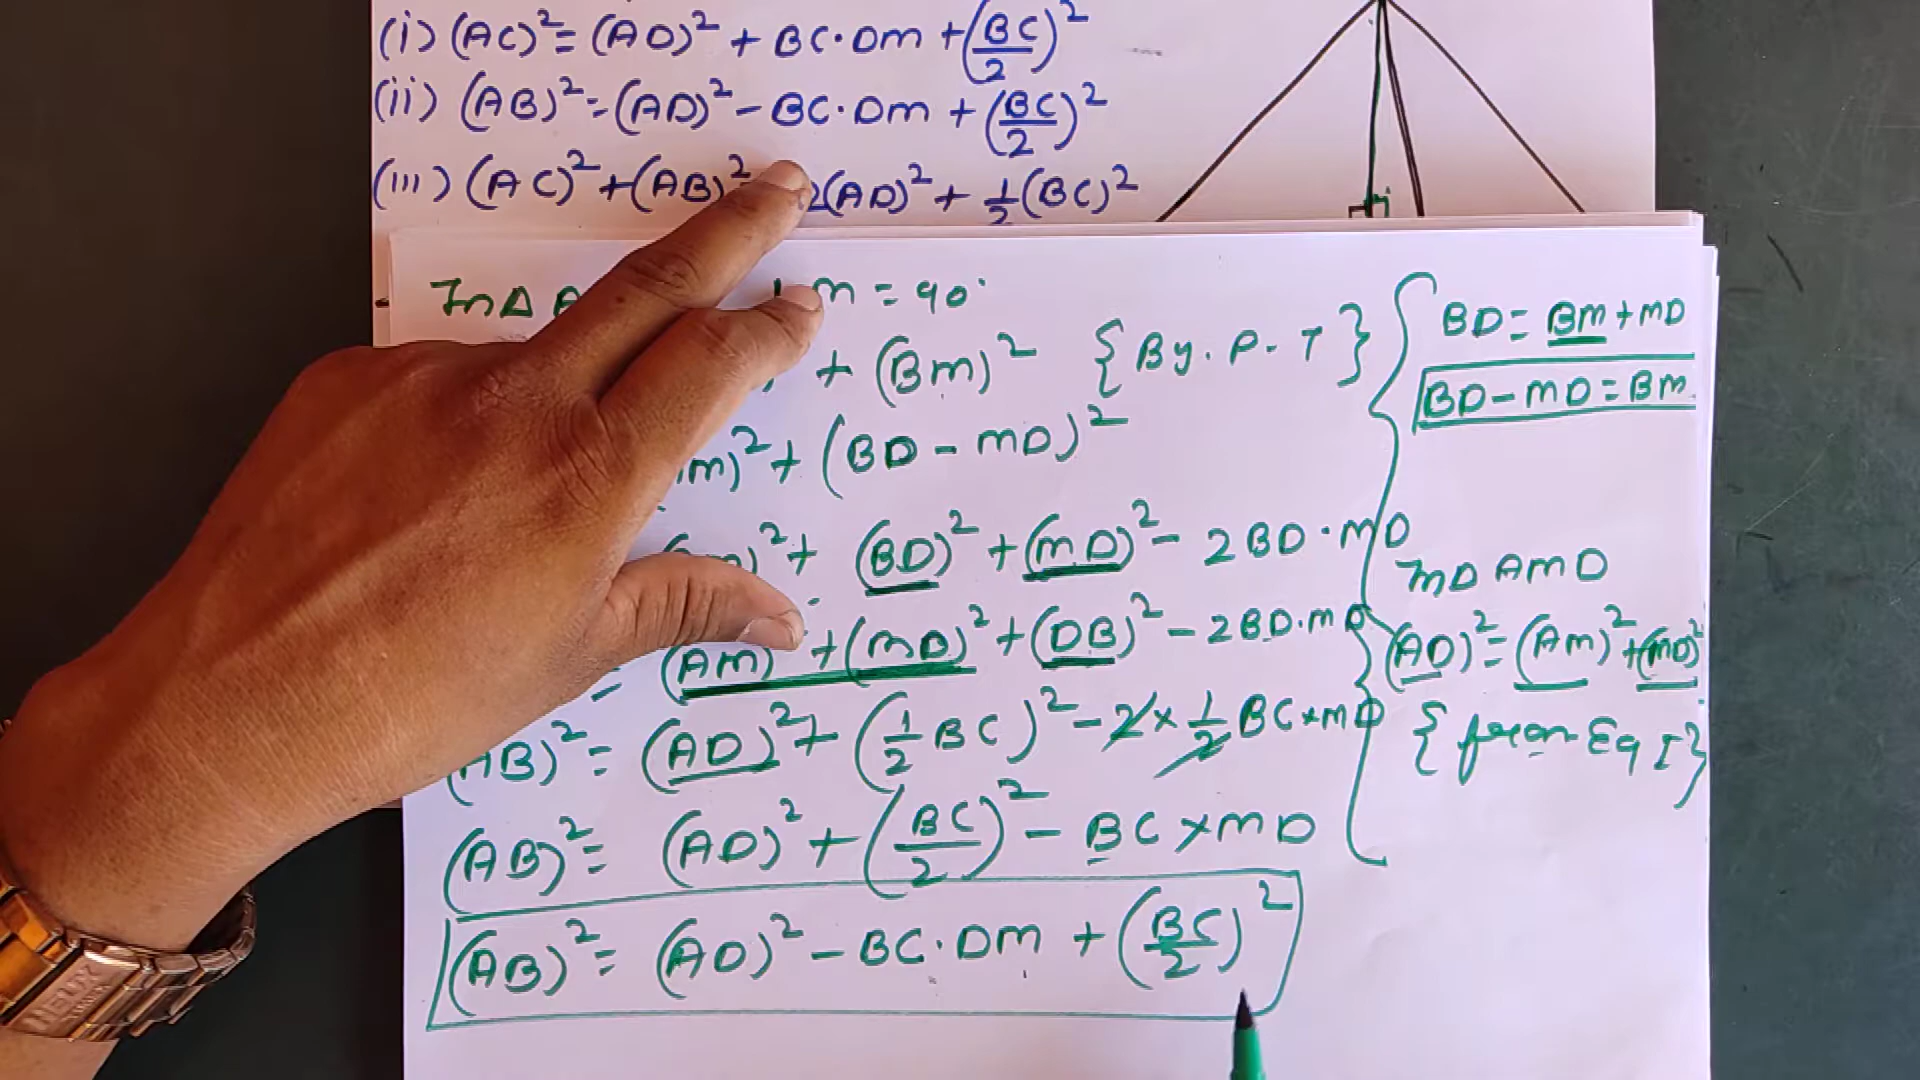 (i) (AC)² = (AD)² + BC·Dm + (BC/2)²
(ii) (AB)² = (AD)² - BC·Dm + (BC/2)²
(iii) (AC)² + (AB)² 2(AD)² + 1/2 (BC)²
In Δ A m = 90°
+ (Bm)² {By. P. T}
m)² + (BD - mD)²
m)² + (BD)² + (mD)² - 2BD·mD
= (Am) + (mD)² + (DB)² - 2BD·mD
(AB)² = (AD)² + (1/2 BC)² - 2 × 1/2 BC × mD
(AB)² = (AD)² + (BC/2)² - BC × mD
(AB)² = (AD)² - BC·Dm + (BC/2)²
BD = Bm + mD
BD - mD = Bm
In Δ AmD
(AD)² = (Am)² + (mD)²
{from Eq I}